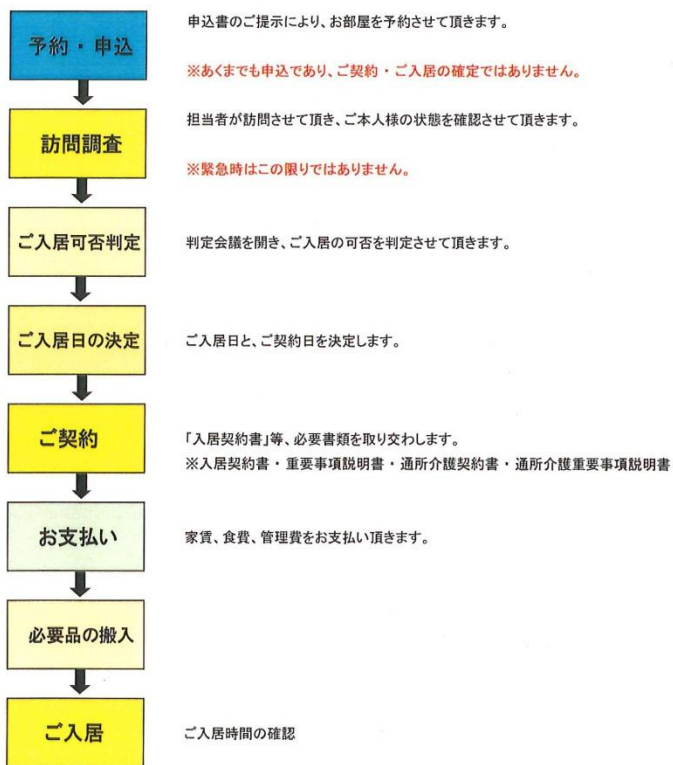 予約・申込
申込書のご提示により、お部屋を予約させて頂きます。
※あくまでも申込であり、ご契約・ご入居の確定ではありません。
訪問調査
担当者が訪問させて頂き、ご本人様の状態を確認させて頂きます。
※緊急時はこの限りではありません。
ご入居可否判定
判定会議を開き、ご入居の可否を判定させて頂きます。
ご入居日の決定
ご入居日と、ご契約日を決定します。
ご契約
「入居契約書」等、必要書類を取り交わします。
※入居契約書・重要事項説明書・通所介護契約書・通所介護重要事項説明書
お支払い
家賃、食費、管理費をお支払い頂きます。
必要品の搬入
ご入居
ご入居時間の確認